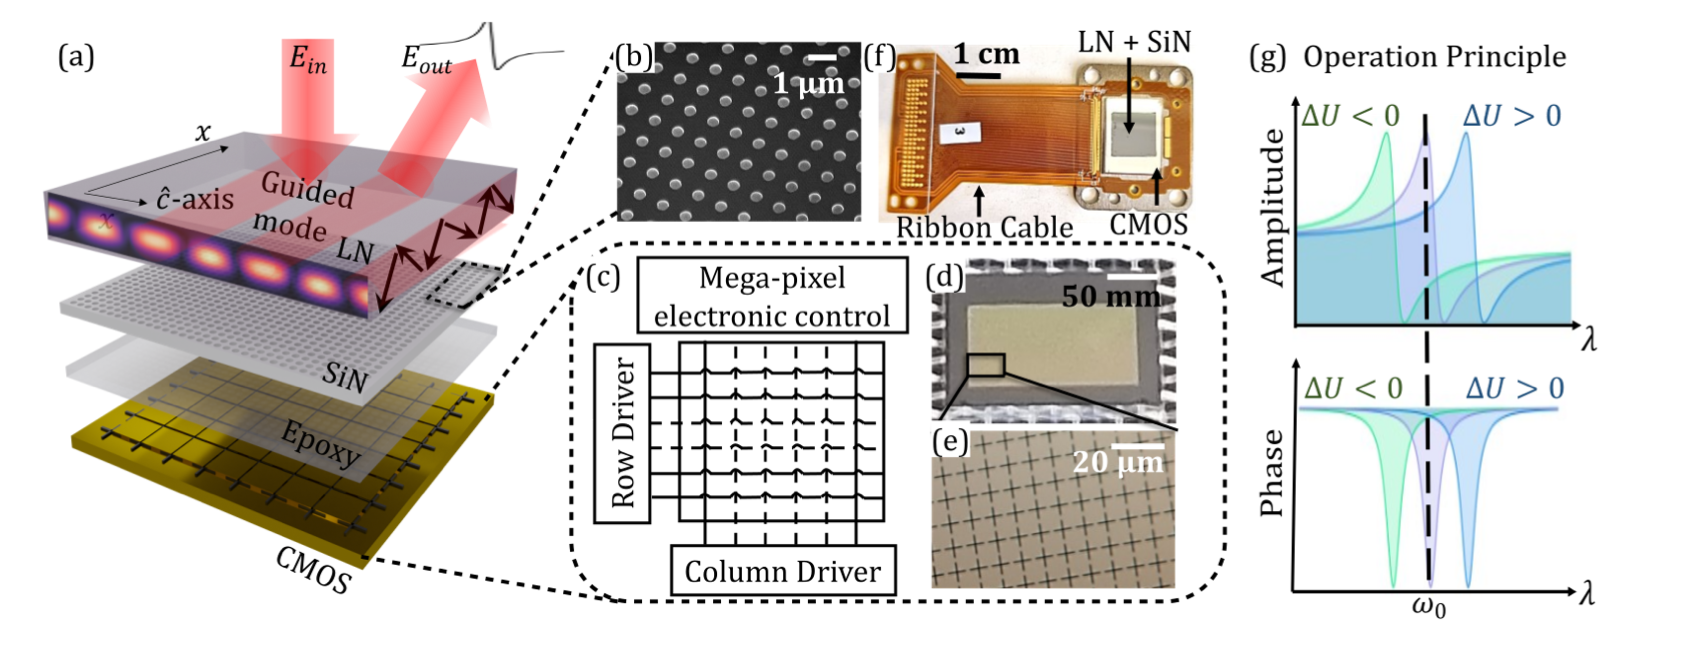 (a)
E_in
E_out
x
ĉ-axis
x
Guided
mode
LN
SiN
Epoxy
CMOS
(b)
1 μm
(f)
1 cm
LN + SiN
3
Ribbon Cable
CMOS
(c)
Mega-pixel
electronic control
Row Driver
Column Driver
(d)
50 mm
(e)
20 μm
(g) Operation Principle
ΔU < 0
ΔU > 0
Amplitude
λ
ΔU < 0
ΔU > 0
Phase
λ
ω₀